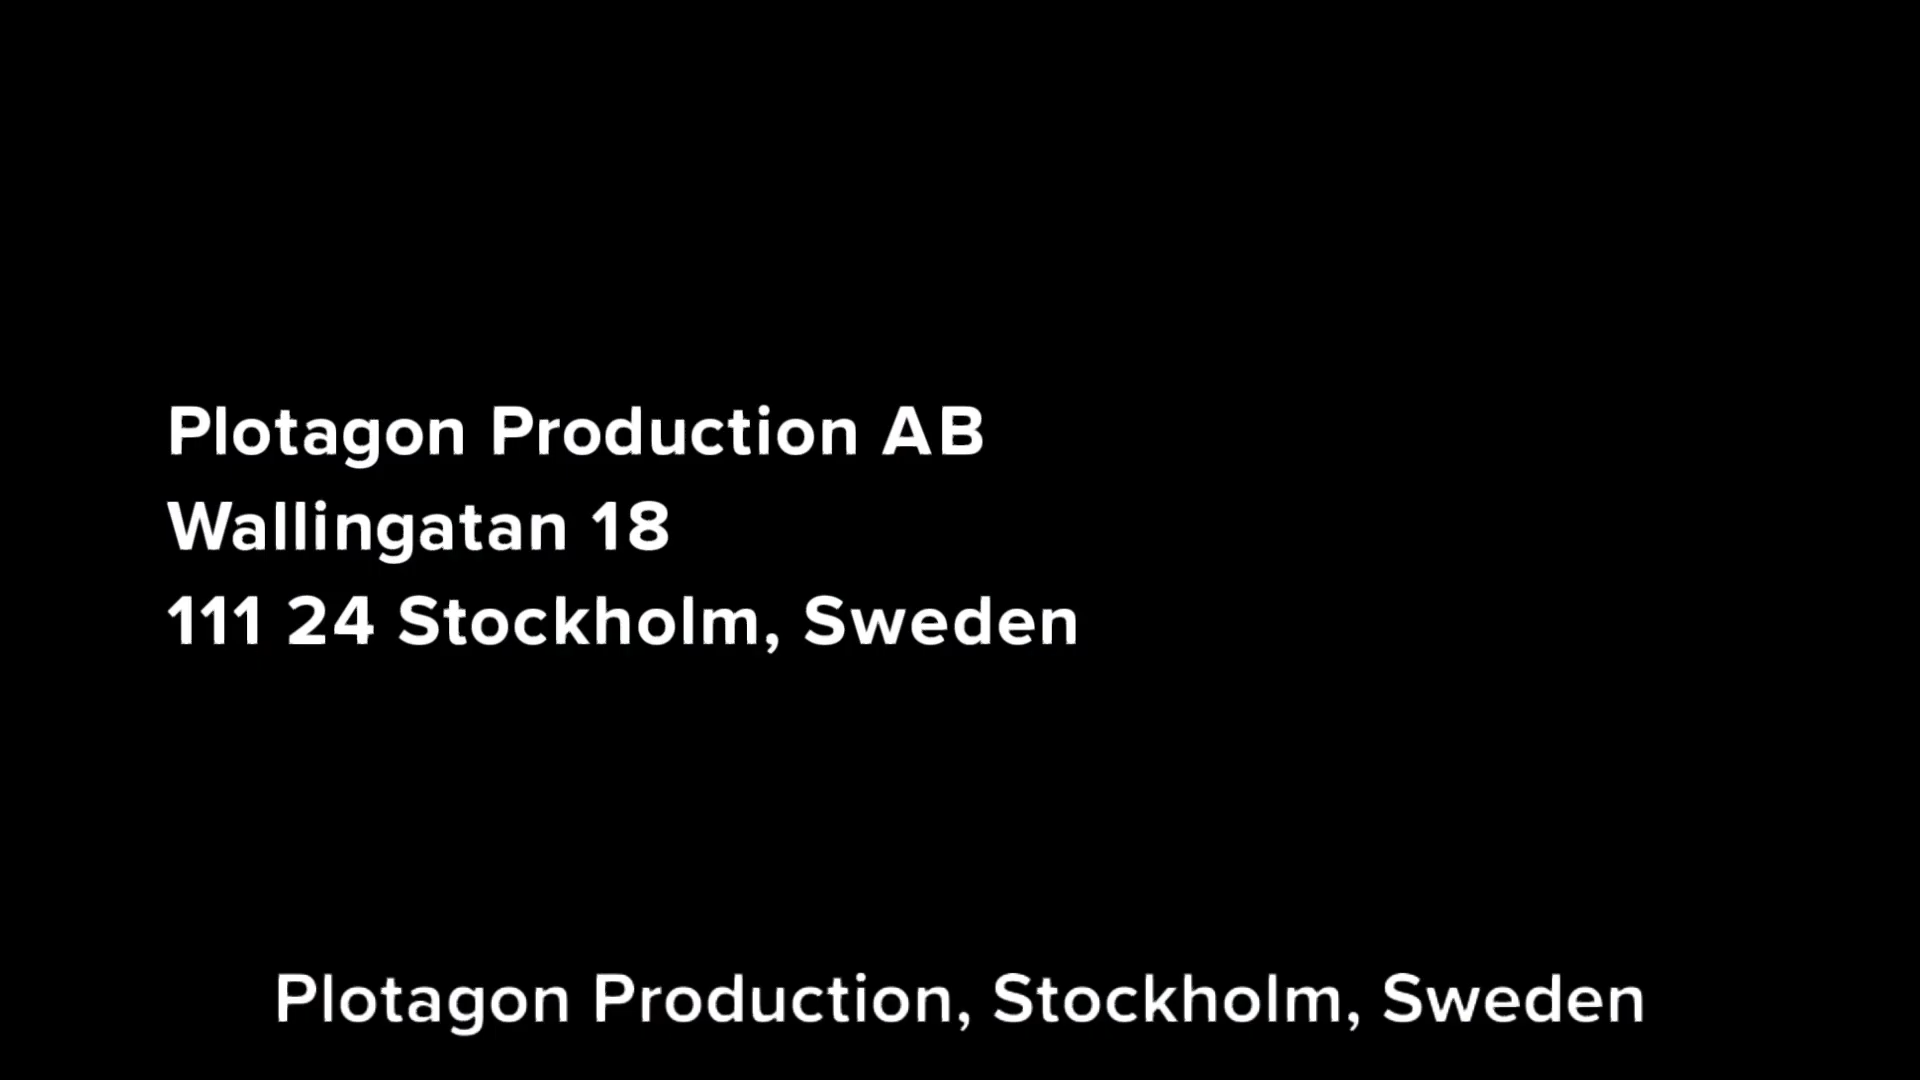 Plotagon Production AB
Wallingatan 18
111 24 Stockholm, Sweden
Plotagon Production, Stockholm, Sweden